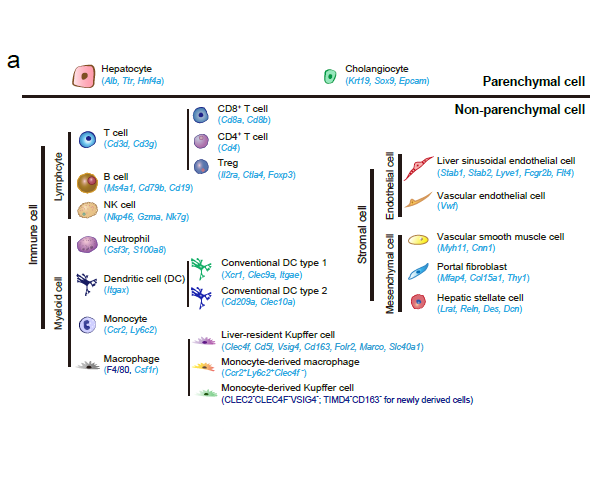 a
Hepatocyte
(Alb, Ttr, Hnf4a)
Cholangiocyte
(Krt19, Sox9, Epcam)
Parenchymal cell
Non-parenchymal cell
Immune cell
Lymphcyte
T cell
(Cd3d, Cd3g)
CD8⁺ T cell
(Cd8a, Cd8b)
CD4⁺ T cell
(Cd4)
Treg
(Il2ra, Ctla4, Foxp3)
B cell
(Ms4a1, Cd79b, Cd19)
NK cell
(Nkp46, Gzma, Nk7g)
Myeloid cell
Neutrophil
(Csf3r, S100a8)
Dendritic cell (DC)
(Itgax)
Conventional DC type 1
(Xcr1, Clec9a, Itgae)
Conventional DC type 2
(Cd209a, Clec10a)
Monocyte
(Ccr2, Ly6c2)
Macrophage
(F4/80, Csf1r)
Liver-resident Kupffer cell
(Clec4f, Cd5l, Vsig4, Cd163, Folr2, Marco, Slc40a1)
Monocyte-derived macrophage
(Ccr2⁺Ly6c2⁺Clec4f⁻)
Monocyte-derived Kupffer cell
(CLEC2⁻CLEC4F⁻VSIG4⁻; TIMD4⁻CD163⁻ for newly derived cells)
Stromal cell
Endothelial cell
Liver sinusoidal endothelial cell
(Stab1, Stab2, Lyve1, Fcgr2b, Flt4)
Vascular endothelial cell
(Vwf)
Mesenchymal cell
Vascular smooth muscle cell
(Myh11, Cnn1)
Portal fibroblast
(Mfap4, Col15a1, Thy1)
Hepatic stellate cell
(Lrat, Reln, Des, Dcn)